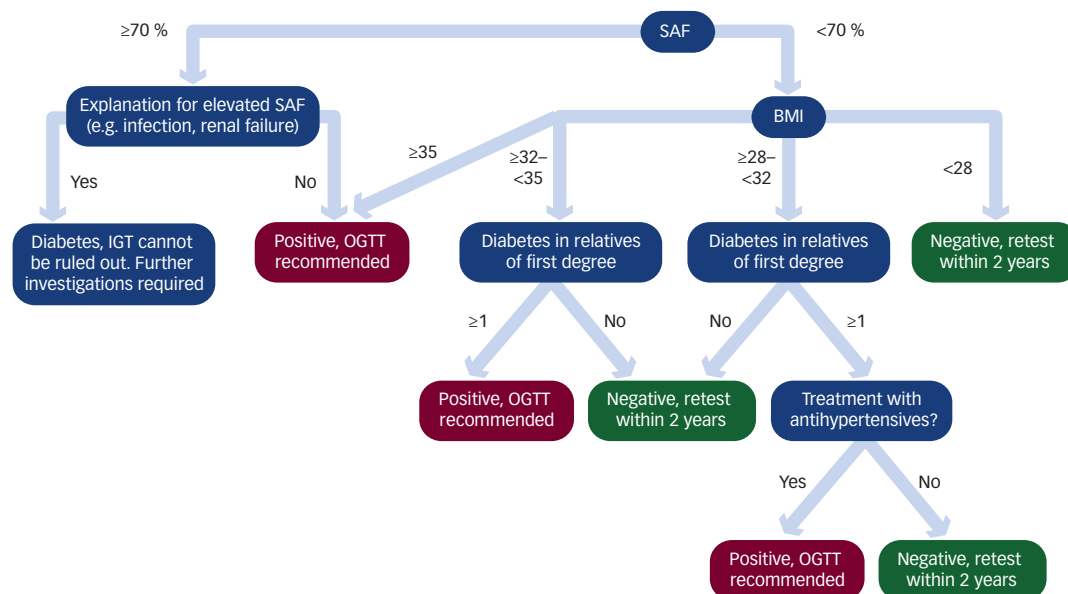 ≥70 %
SAF
<70 %
Explanation for elevated SAF
(e.g. infection, renal failure)
BMI
≥35
≥32–
<35
≥28–
<32
<28
Yes
No
Diabetes, IGT cannot
be ruled out. Further
investigations required
Positive, OGTT
recommended
Diabetes in relatives
of first degree
Diabetes in relatives
of first degree
Negative, retest
within 2 years
≥1
No
No
≥1
Positive, OGTT
recommended
Negative, retest
within 2 years
Treatment with
antihypertensives?
Yes
No
Positive, OGTT
recommended
Negative, retest
within 2 years